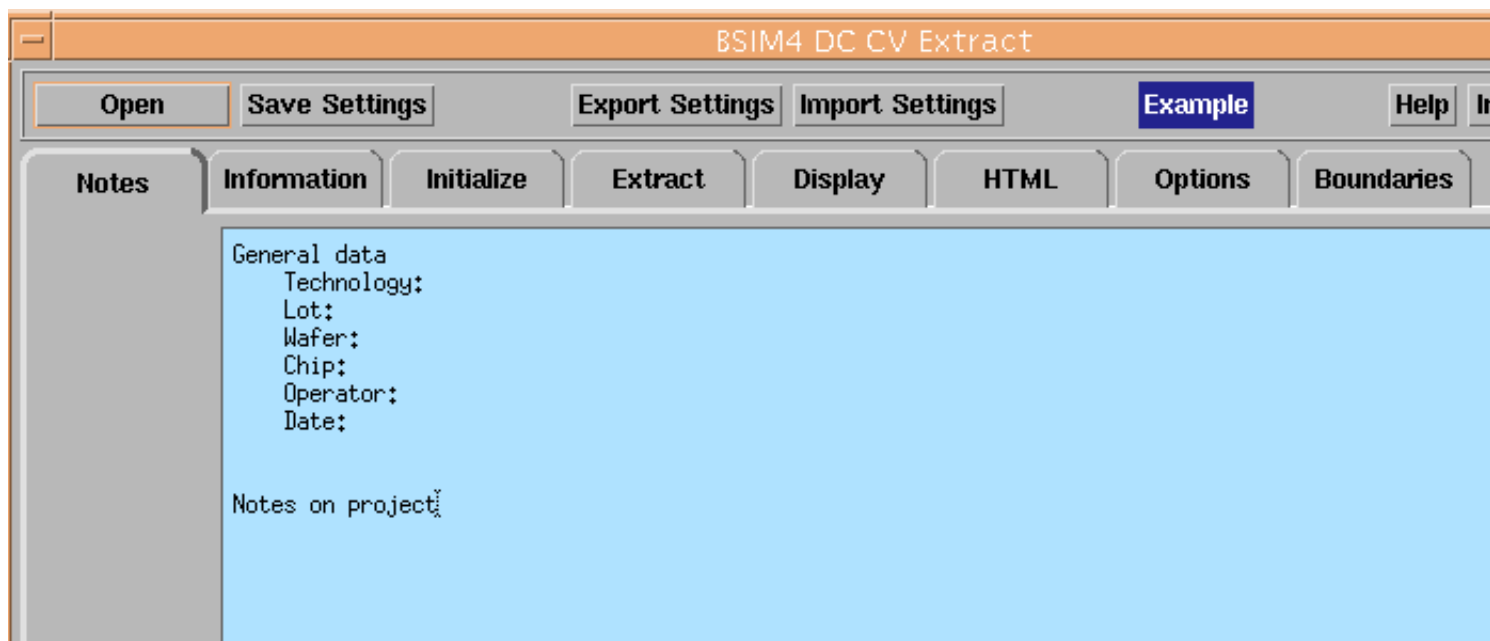 BSIM4 DC CV Extract
Open Save Settings Export Settings Import Settings Example Help
Notes Information Initialize Extract Display HTML Options Boundaries
General data
Technology:
Lot:
Wafer:
Chip:
Operator:
Date:
Notes on project